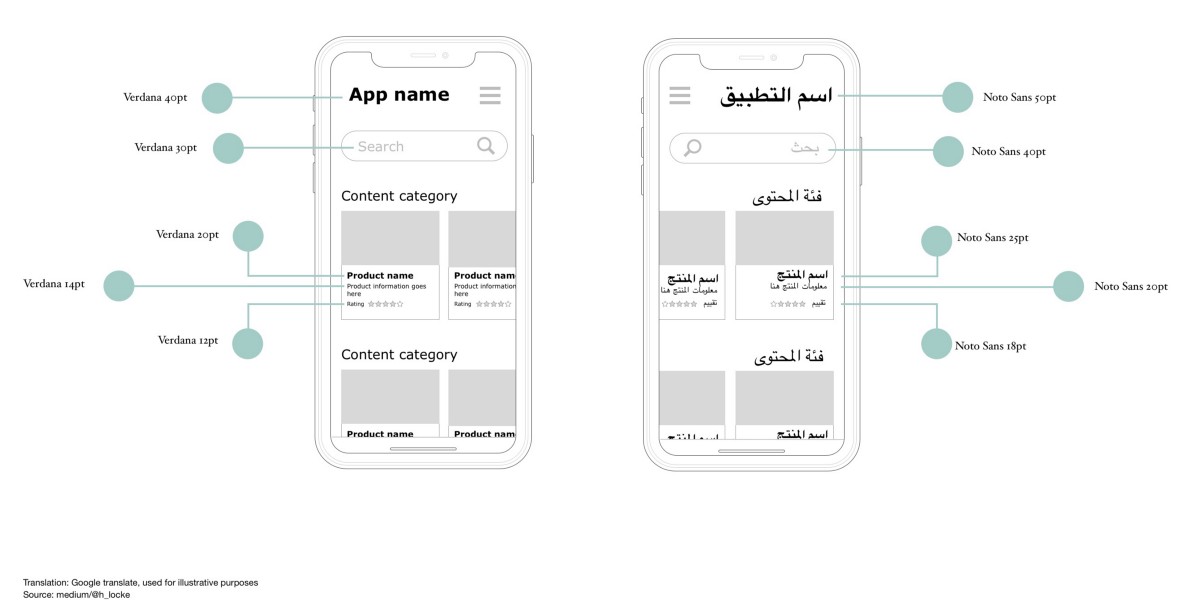 Verdana 40pt
Verdana 30pt
Verdana 20pt
Verdana 14pt
Verdana 12pt
App name
Search
Content category
Product name
Product information goes
here
Rating
Product nam
Product information
here
Rating
Content category
Product name
Product nam
اسم التطبيق
بحث
فئة المحتوى
اسم المنتج
معلومات المنتج هنا
تقييم
اسم المنتج
معلومات المنتج هنا
تقييم
فئة المحتوى
اسم المنتج
اسم المنتج
Noto Sans 50pt
Noto Sans 40pt
Noto Sans 25pt
Noto Sans 20pt
Noto Sans 18pt
Translation: Google translate, used for illustrative purposes
Source: medium/@h_locke